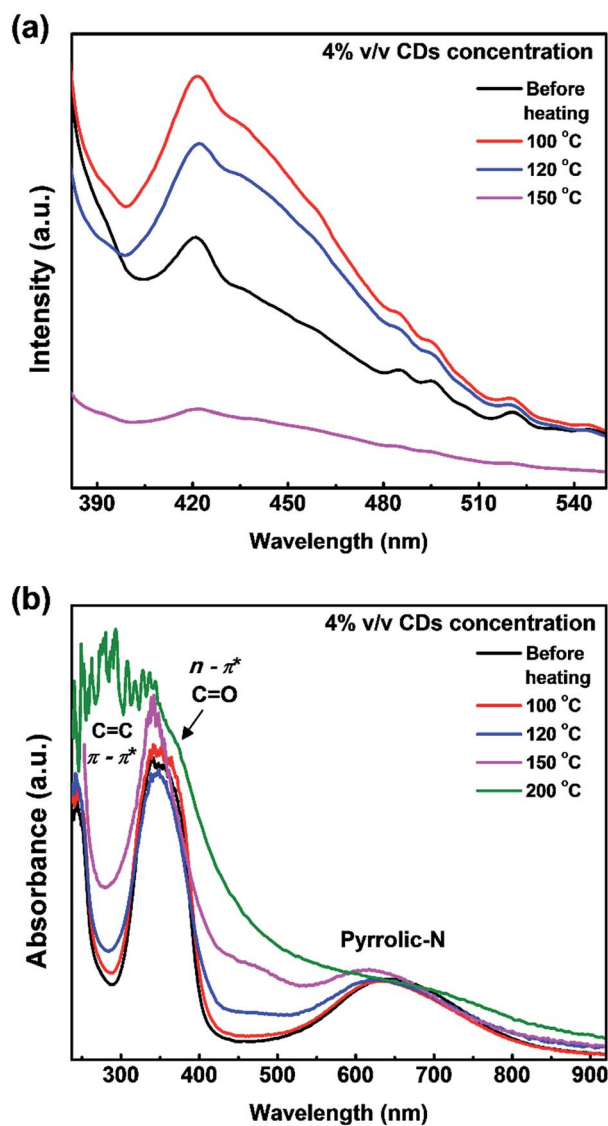 (a)
4% v/v CDs concentration
Before
heating
100 °C
120 °C
150 °C
Intensity (a.u.)
390 420 450 480 510 540
Wavelength (nm)
(b)
4% v/v CDs concentration
Before
heating
100 °C
120 °C
150 °C
200 °C
n - π*
C=O
C=C
π - π*
Pyrrolic-N
Absorbance (a.u.)
300 400 500 600 700 800 900
Wavelength (nm)